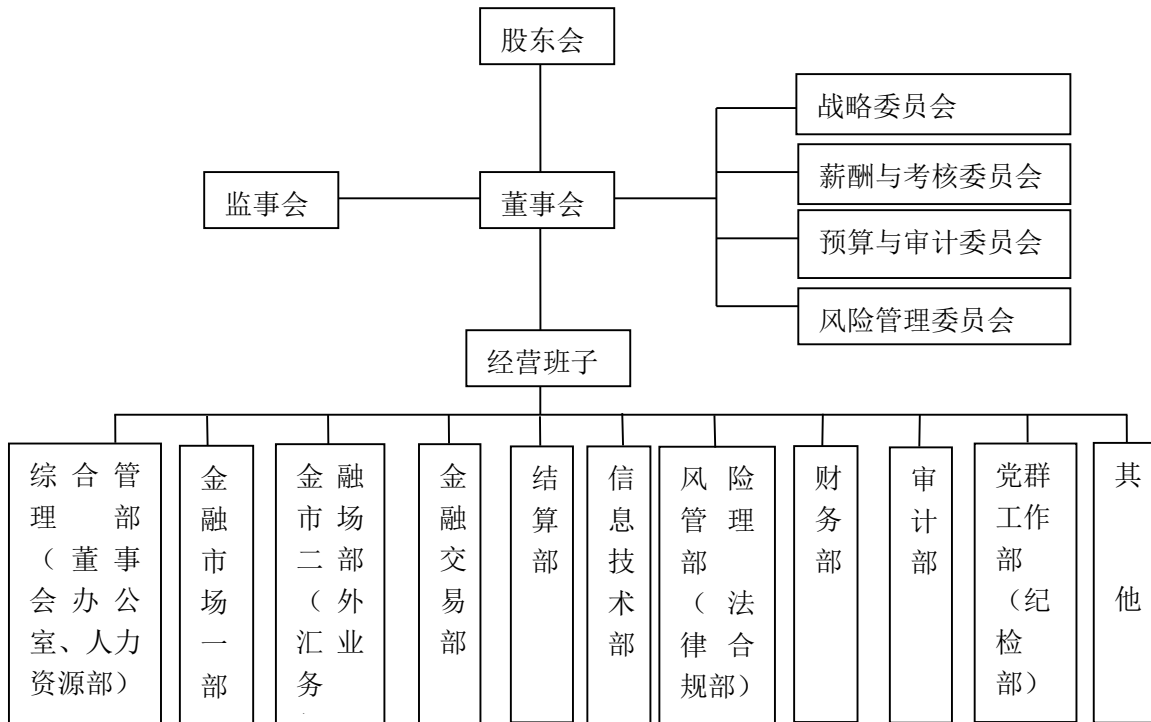 股东会
战略委员会
薪酬与考核委员会
监事会
董事会
预算与审计委员会
风险管理委员会
经营班子
综合管
理部
（董事
会办公
室、人力
资源部）
金
融
市
场
一
部
金融
市场
二部
（外
汇业
务
金
融
交
易
部
结
算
部
信
息
技
术
部
风险
管理
部
（法
律合
规部）
财
务
部
审
计
部
党群
工作
部
（纪
检
部）
其
他